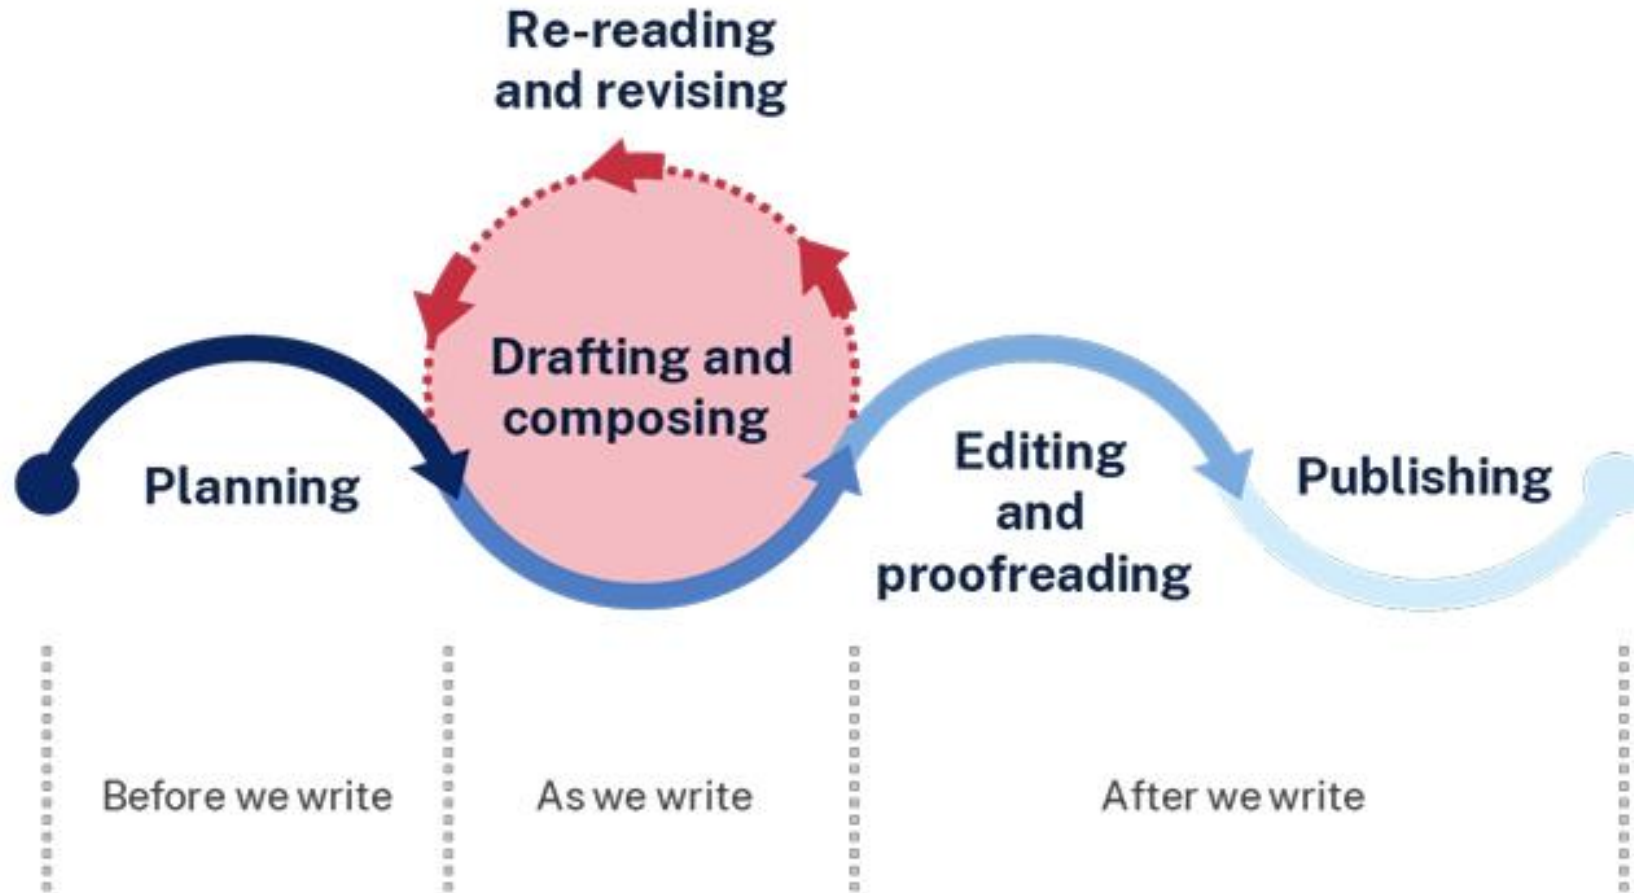 Re-reading
and revising
Drafting and
composing
Planning
Editing
and
proofreading
Publishing
Before we write
As we write
After we write